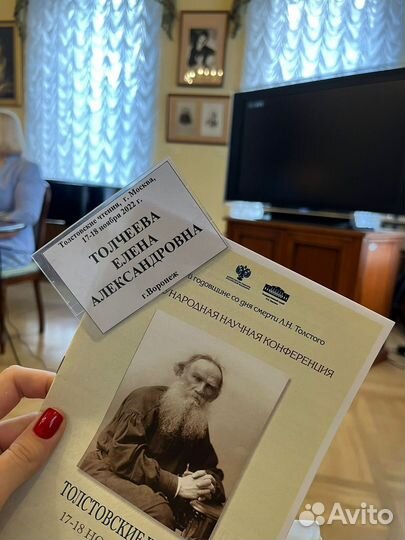 Толстовские чтения, г. Москва,
17-18 ноября 2022 г.
ТОЛЧЕЕВА
ЕЛЕНА
АЛЕКСАНДРОВНА
г. Воронеж
годовщине со дня смерти Л.Н. Толстого
НАРОДНАЯ НАУЧНАЯ КОНФЕРЕНЦИЯ
ТОЛСТОВСКИЕ
17-18 НО
Avito